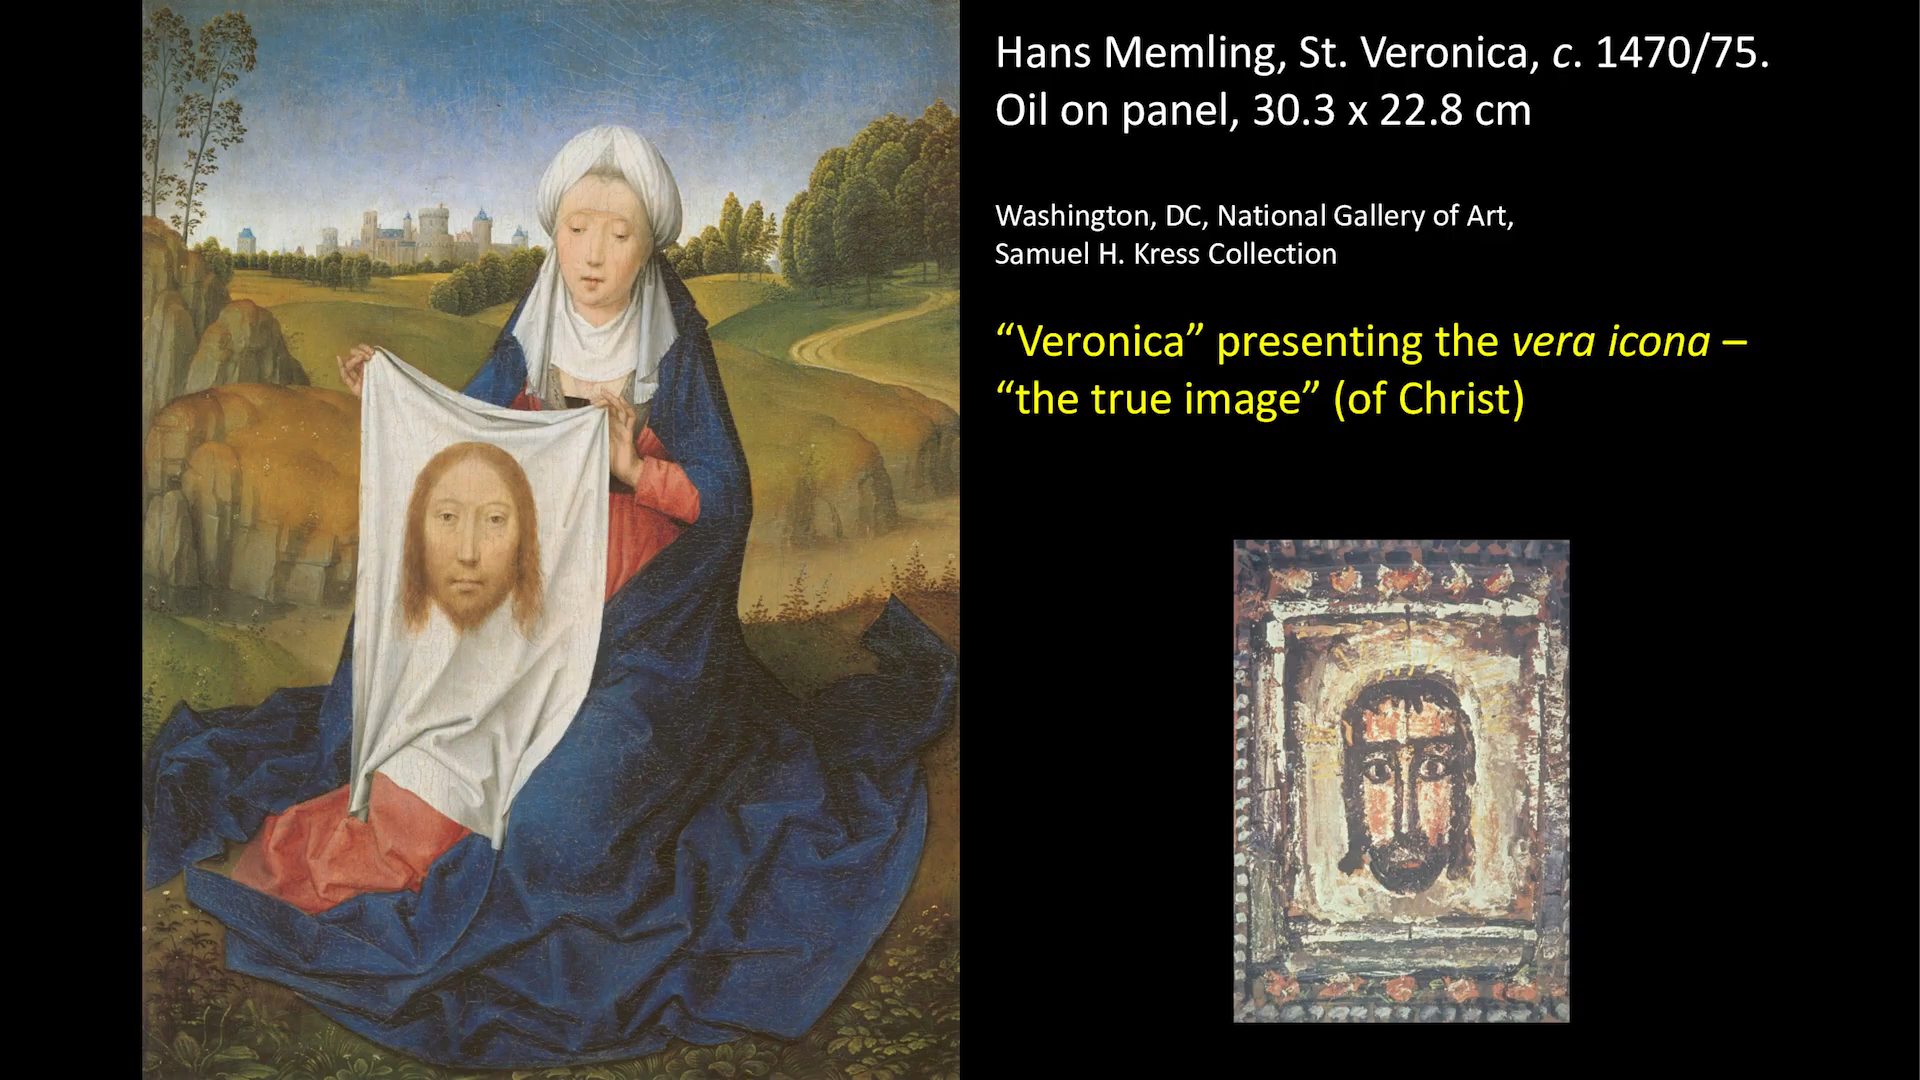 Hans Memling, St. Veronica, c. 1470/75.
Oil on panel, 30.3 x 22.8 cm
Washington, DC, National Gallery of Art,
Samuel H. Kress Collection
“Veronica” presenting the vera icona –
“the true image” (of Christ)